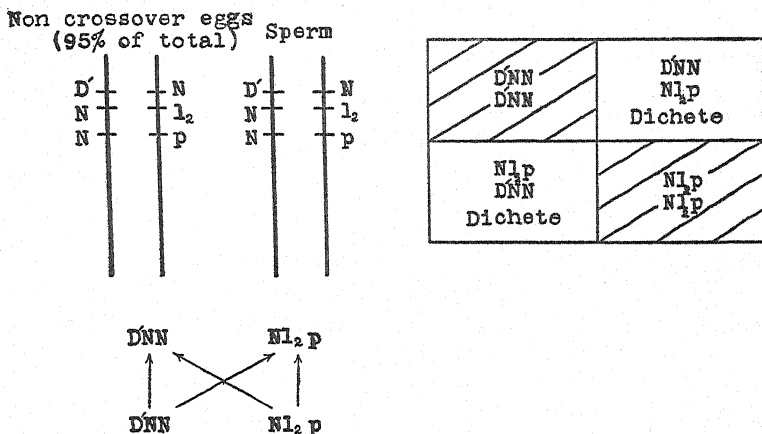 Non crossover eggs
(95% of total)
Sperm
D′ N
N l₂
N p
D′ N
N l₂
N p
D′NN
D′NN
D′NN
Nl₂p
Dichete
Nl₂p
D′NN
Dichete
Nl₂p
Nl₂p
D′NN Nl₂p
D′NN Nl₂p